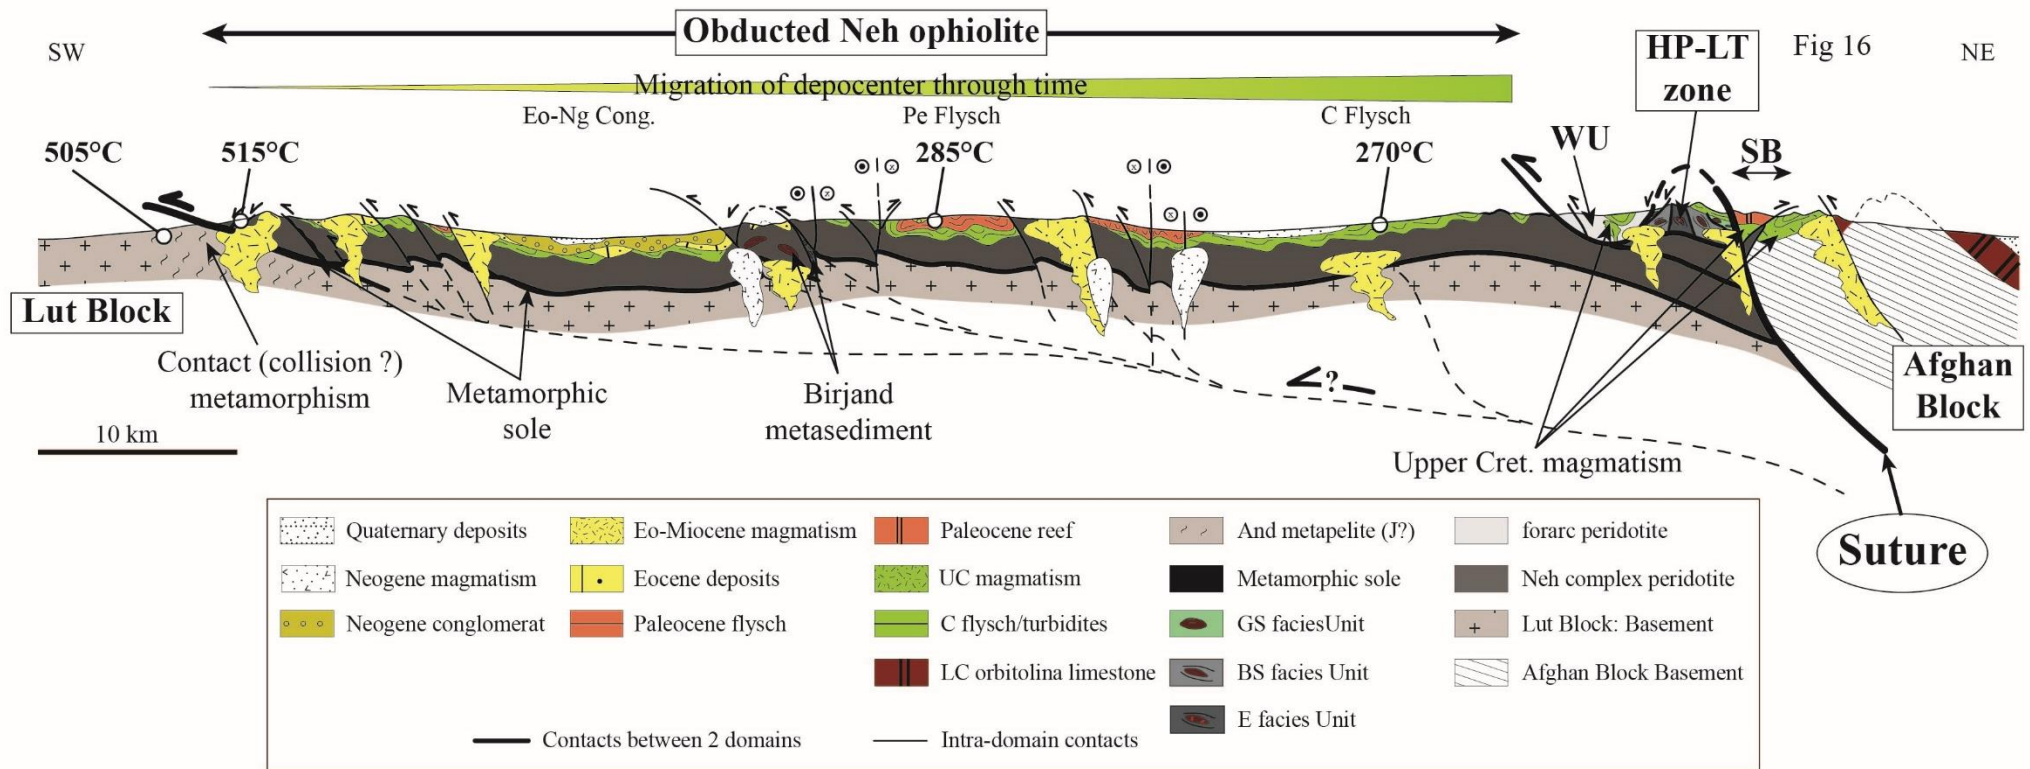 SW
Obducted Neh ophiolite
HP-LT
zone
Fig 16
NE
Migration of depocenter through time
Eo-Ng Cong.
Pe Flysch
C Flysch
WU
SB
505°C
515°C
285°C
270°C
Lut Block
Contact (collision ?)
metamorphism
Metamorphic
sole
Birjand
metasediment
?
Upper Cret. magmatism
Afghan
Block
10 km
Suture
Quaternary deposits
Neogene magmatism
Neogene conglomerat
Eo-Miocene magmatism
Eocene deposits
Paleocene flysch
Paleocene reef
UC magmatism
C flysch/turbidites
LC orbitolina limestone
And metapelite (J?)
Metamorphic sole
GS faciesUnit
BS facies Unit
E facies Unit
forarc peridotite
Neh complex peridotite
Lut Block: Basement
Afghan Block Basement
Contacts between 2 domains
Intra-domain contacts